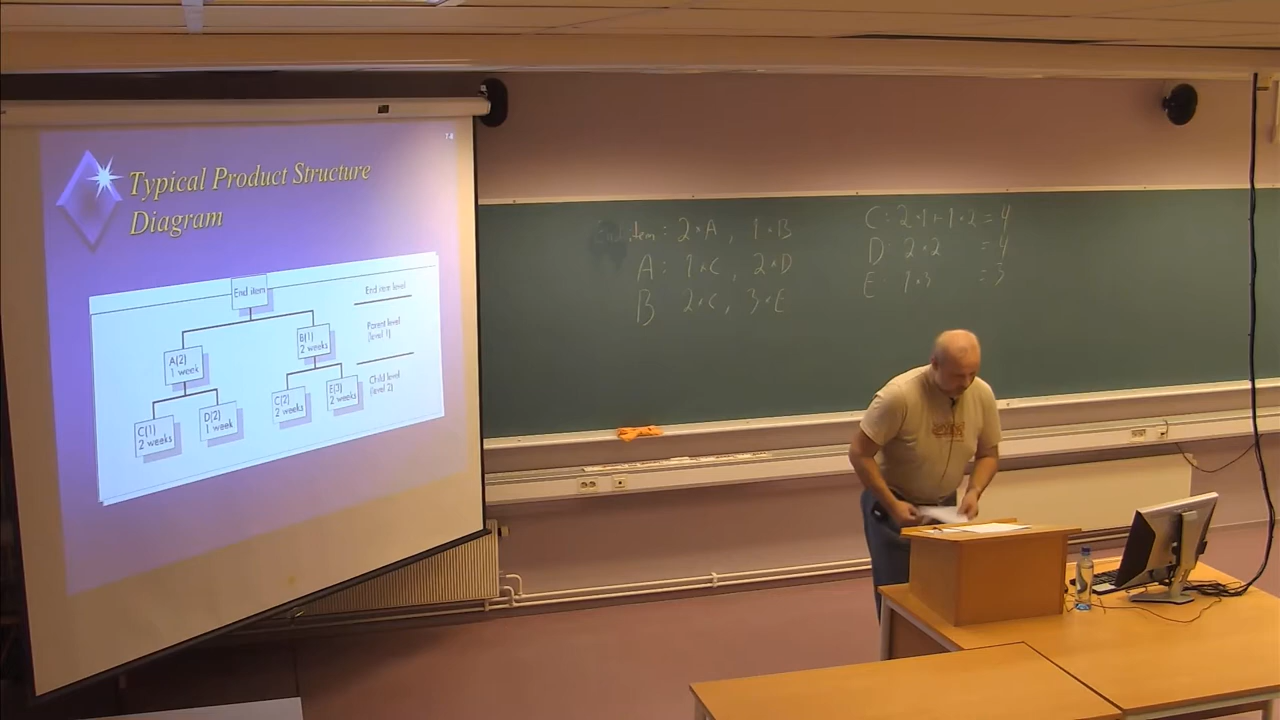 7-8
Typical Product Structure
Diagram
End item
End item level
A(2)
1 week
B(1)
2 weeks
Parent level
(level 1)
C(1)
2 weeks
D(2)
1 week
C(2)
2 weeks
E(3)
2 weeks
Child level
(level 2)
item: 2×A, 1×B
A: 1×C, 2×D
B 2×C, 3×E
C: 2×1+1×2=4
D: 2×2 =4
E 1×3 =3